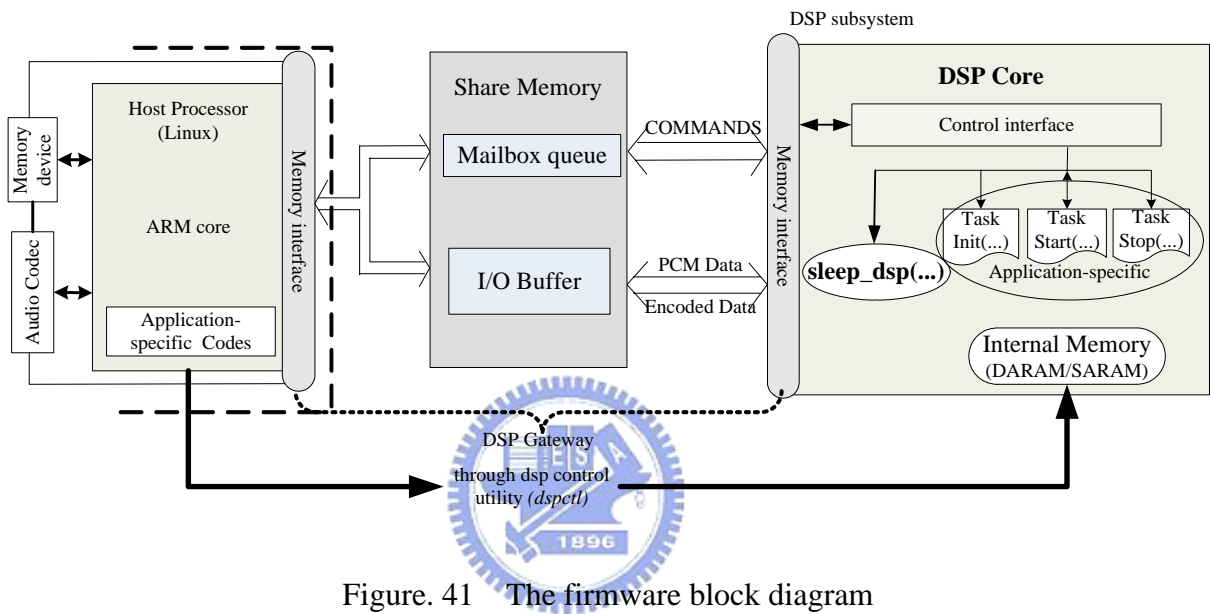 DSP subsystem
Memory
device
Audio Codec
Host Processor
(Linux)
ARM core
Application-
specific Codes
Memory interface
Share Memory
Mailbox queue
I/O Buffer
COMMANDS
PCM Data
Encoded Data
Memory interface
DSP Core
Control interface
Task
Init(...)
Task
Start(...)
Task
Stop(...)
Application-specific
sleep_dsp(...)
Internal Memory
(DARAM/SARAM)
DSP Gateway
through dsp control
utility (dspctl)
E S A
1896
Figure. 41 The firmware block diagram